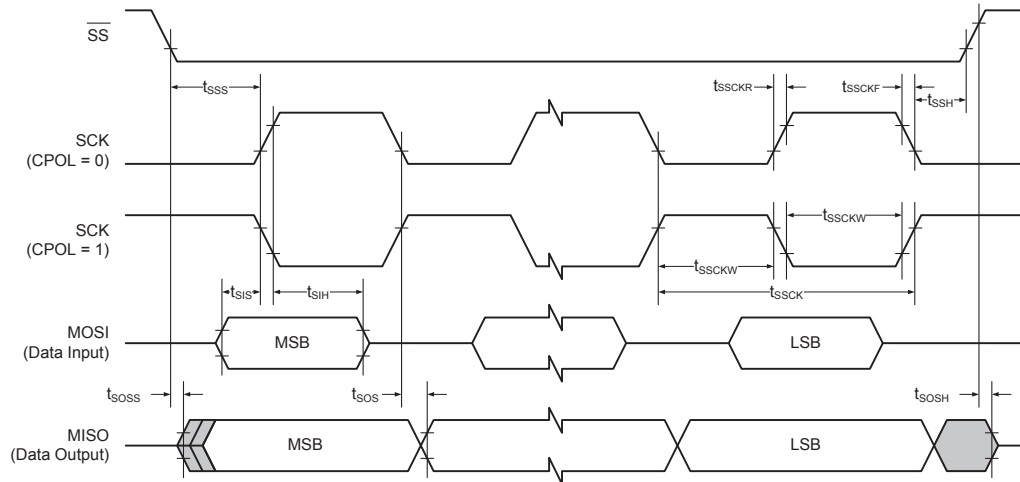 SS
tSSS
tSSCKR
tSSCKF
tSSH
SCK
(CPOL = 0)
SCK
(CPOL = 1)
tSSCKW
tSSCKW
tSSCK
tSIS
tSIH
MOSI
(Data Input)
MSB
LSB
tSOSS
tSOS
tSOSH
MISO
(Data Output)
MSB
LSB